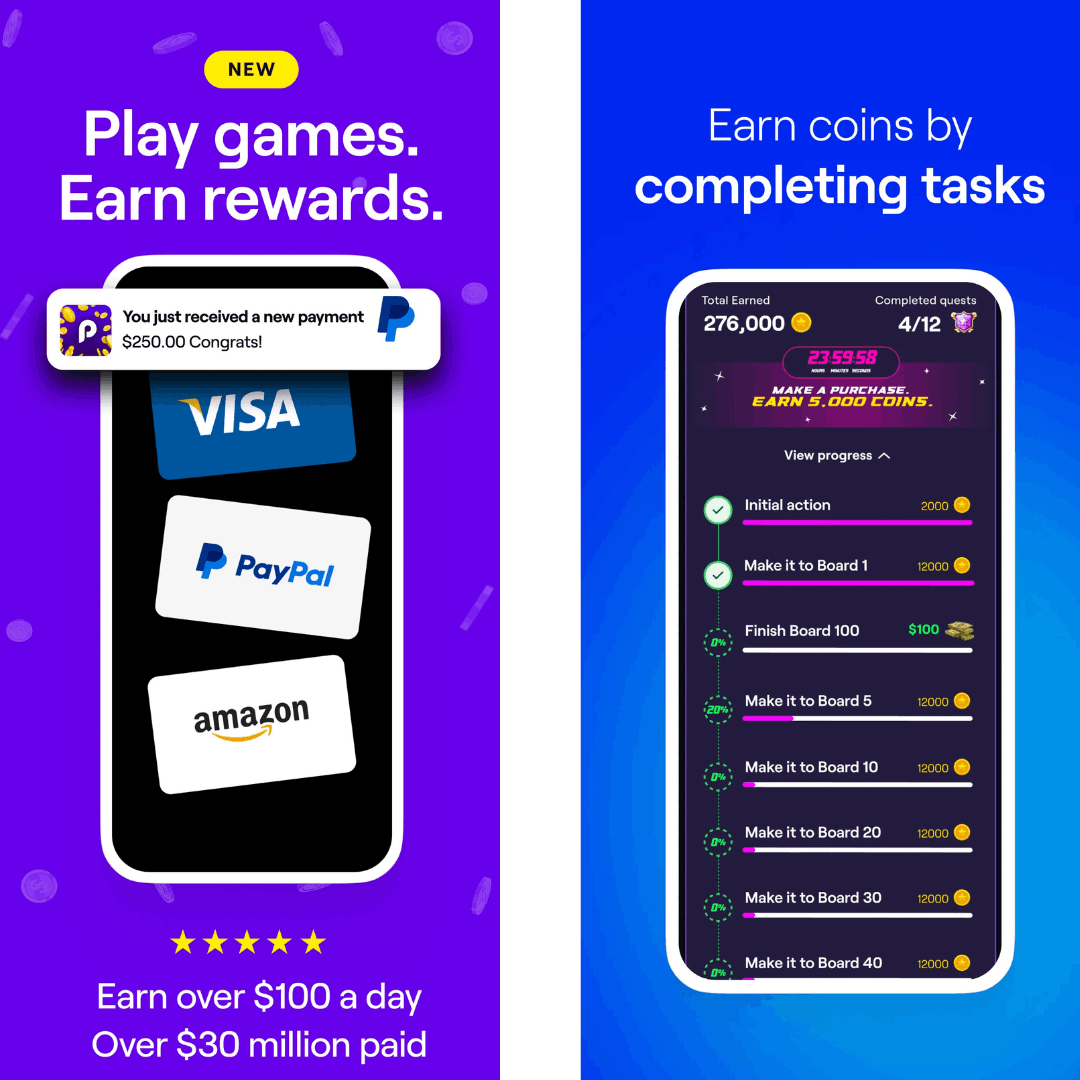 NEW
Play games.
Earn rewards.
You just received a new payment
$250.00 Congrats!
VISA
PayPal
amazon
Earn over $100 a day
Over $30 million paid
Earn coins by
completing tasks
Total Earned
Completed quests
276,000
4/12
23:59:58
HOURS MINUTES SECONDS
MAKE A PURCHASE.
EARN 5,000 COINS.
View progress
Initial action 2000
Make it to Board 1 12000
Finish Board 100 $100
0%
Make it to Board 5 12000
20%
Make it to Board 10 12000
0%
Make it to Board 20 12000
0%
Make it to Board 30 12000
0%
Make it to Board 40 12000
0%